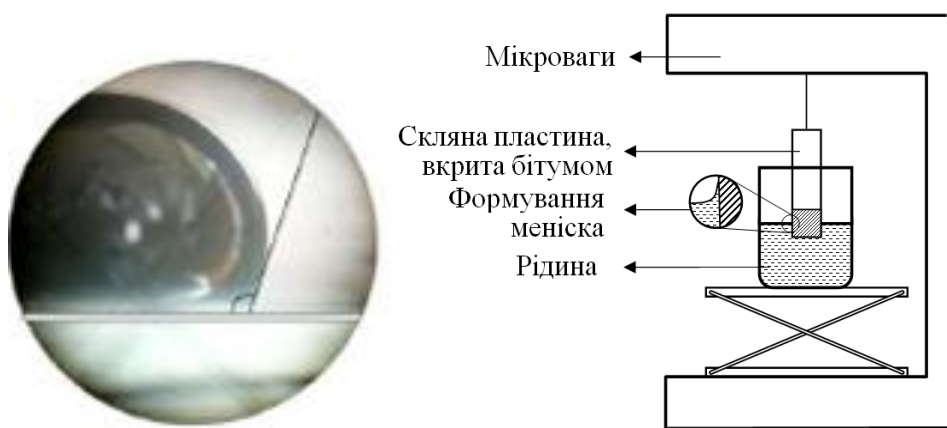 Мікроваги
Скляна пластина,
вкрита бітумом
Формування
меніска
Рідина